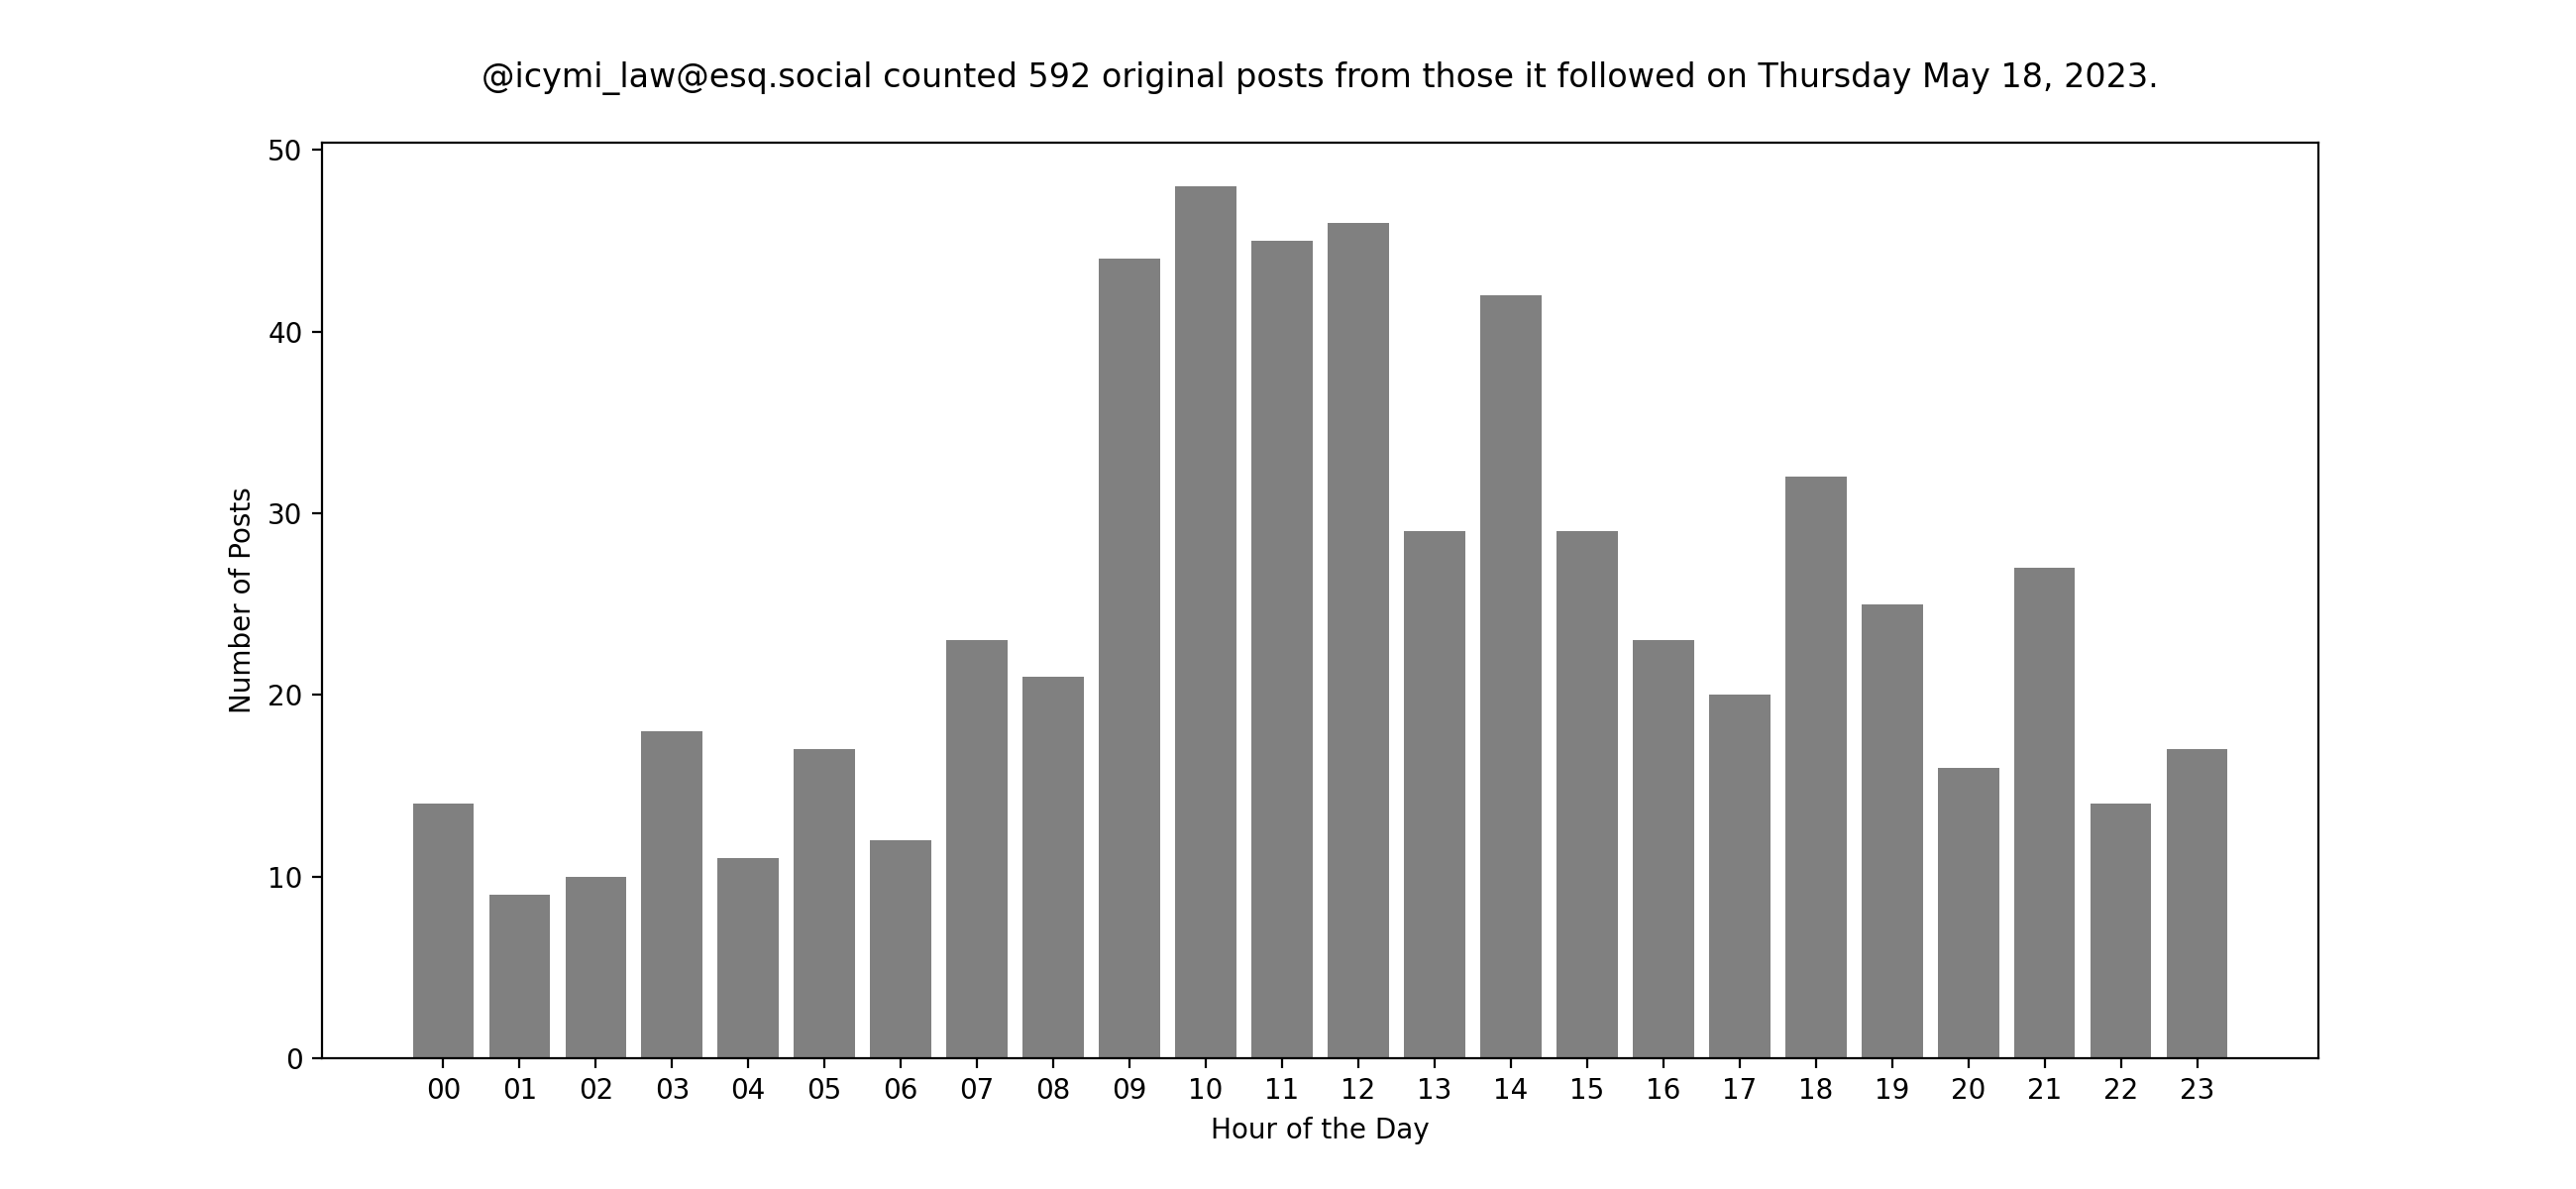 @icymi_law@esq.social counted 592 original posts from those it followed on Thursday May 18, 2023.
50
40
30
20
10
0
Number of Posts
00 01 02 03 04 05 06 07 08 09 10 11 12 13 14 15 16 17 18 19 20 21 22 23
Hour of the Day